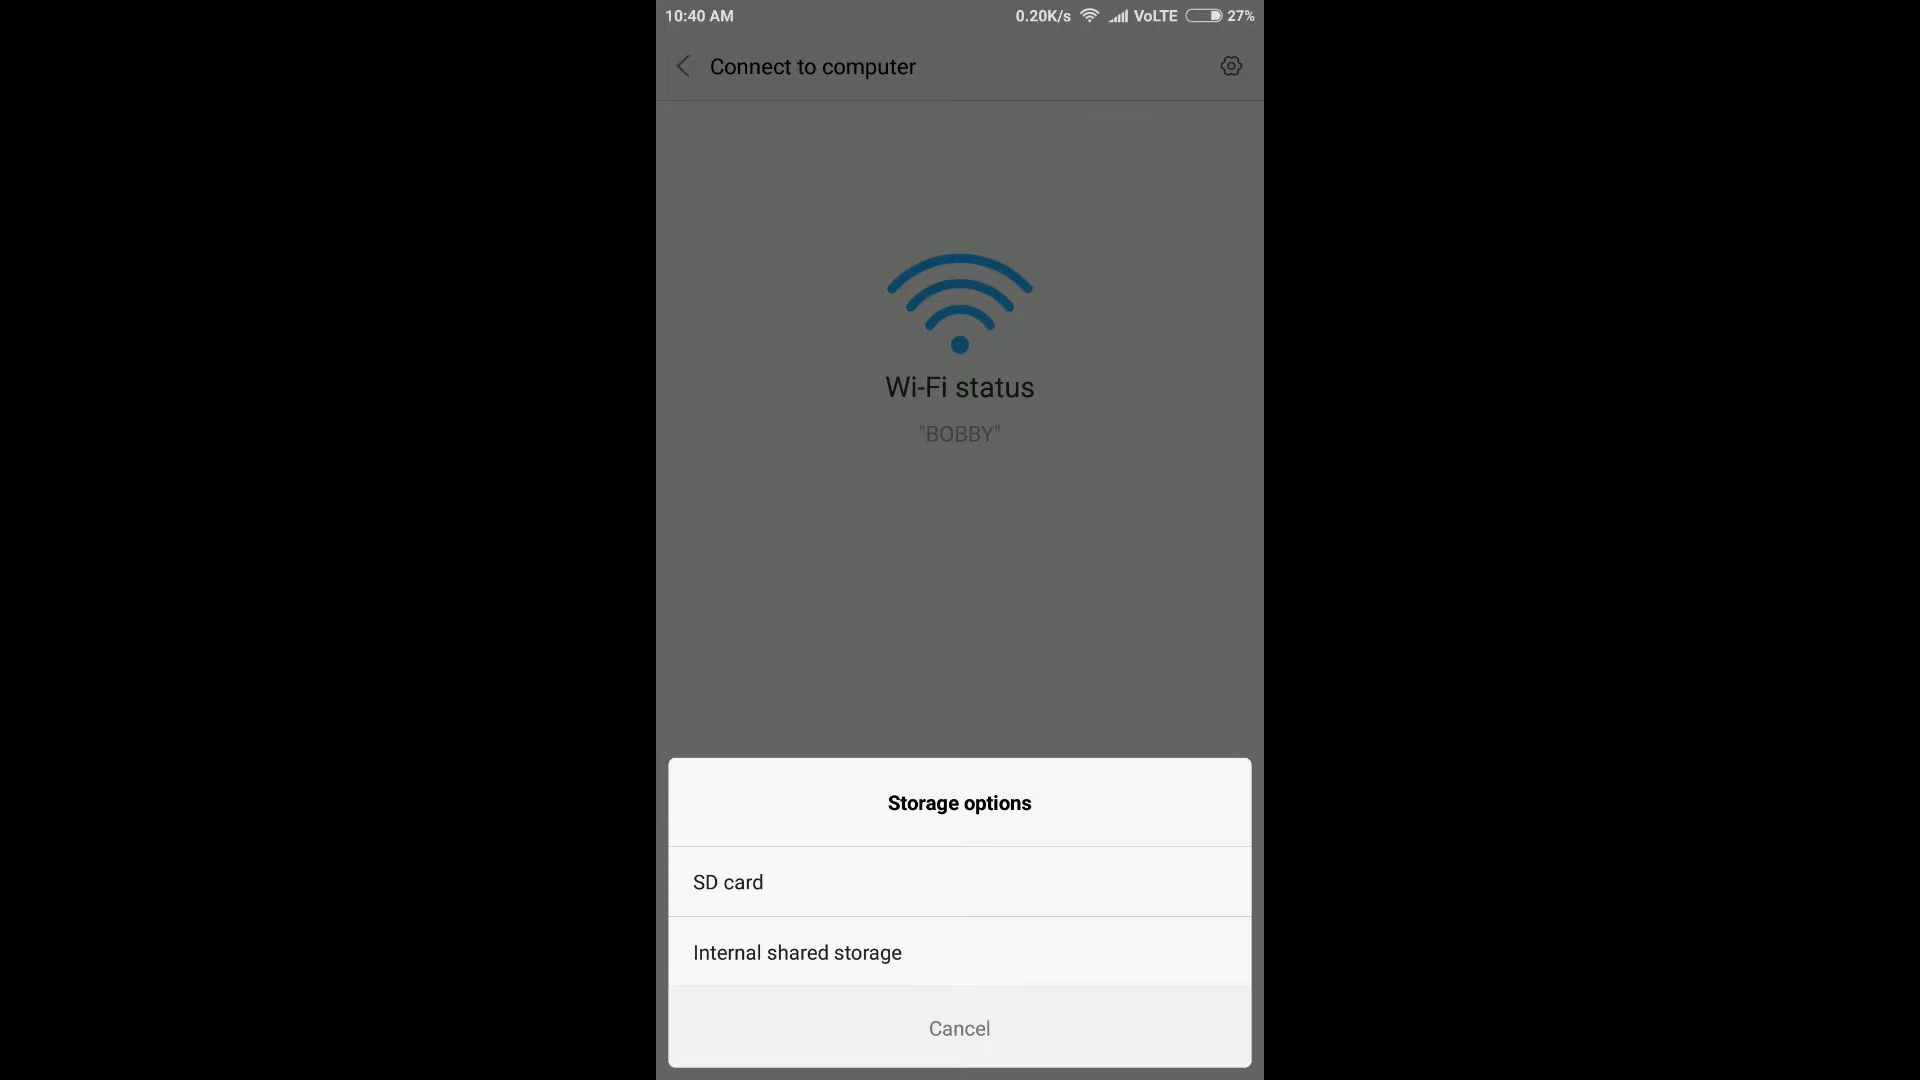 10:40 AM 0.20K/s VoLTE 27%
Connect to computer
Wi-Fi status
"BOBBY"
Storage options
SD card
Internal shared storage
Cancel